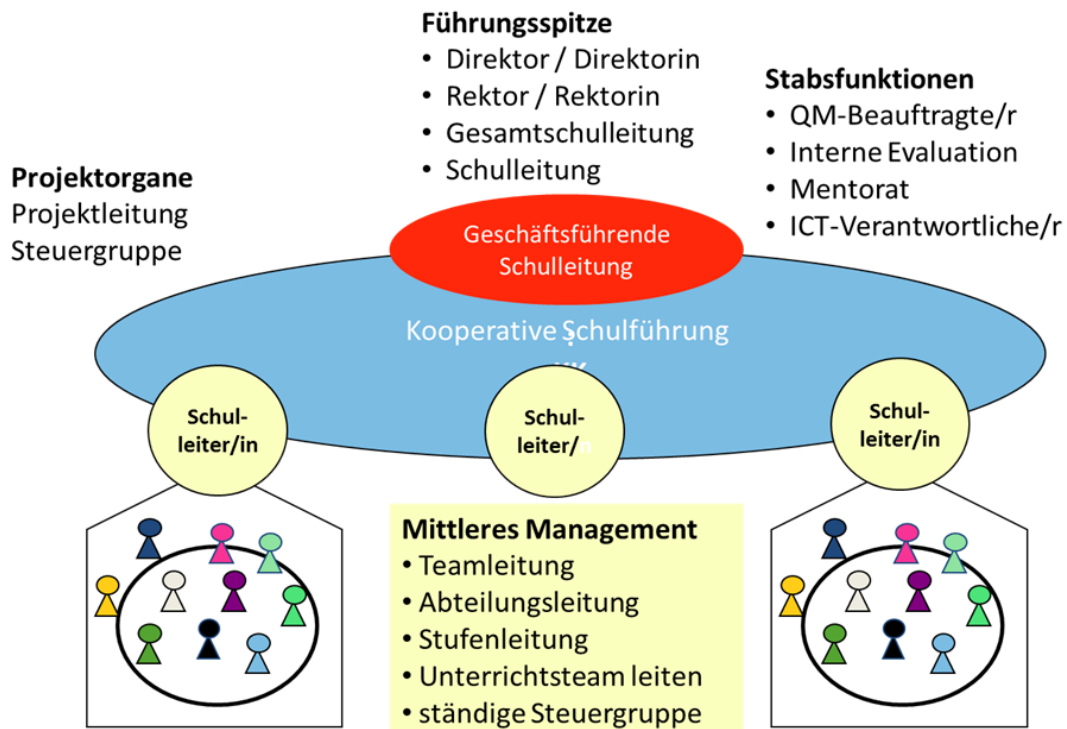 Führungsspitze
• Direktor / Direktorin
• Rektor / Rektorin
• Gesamtschulleitung
• Schulleitung
Stabsfunktionen
• QM-Beauftragte/r
• Interne Evaluation
• Mentorat
• ICT-Verantwortliche/r
Projektorgane
Projektleitung
Steuergruppe
Geschäftsführende
Schulleitung
Kooperative Schulführung
Schul-
leiter/in
Schul-
leiter/in
Schul-
leiter/in
Mittleres Management
• Teamleitung
• Abteilungsleitung
• Stufenleitung
• Unterrichtsteam leiten
• ständige Steuergruppe